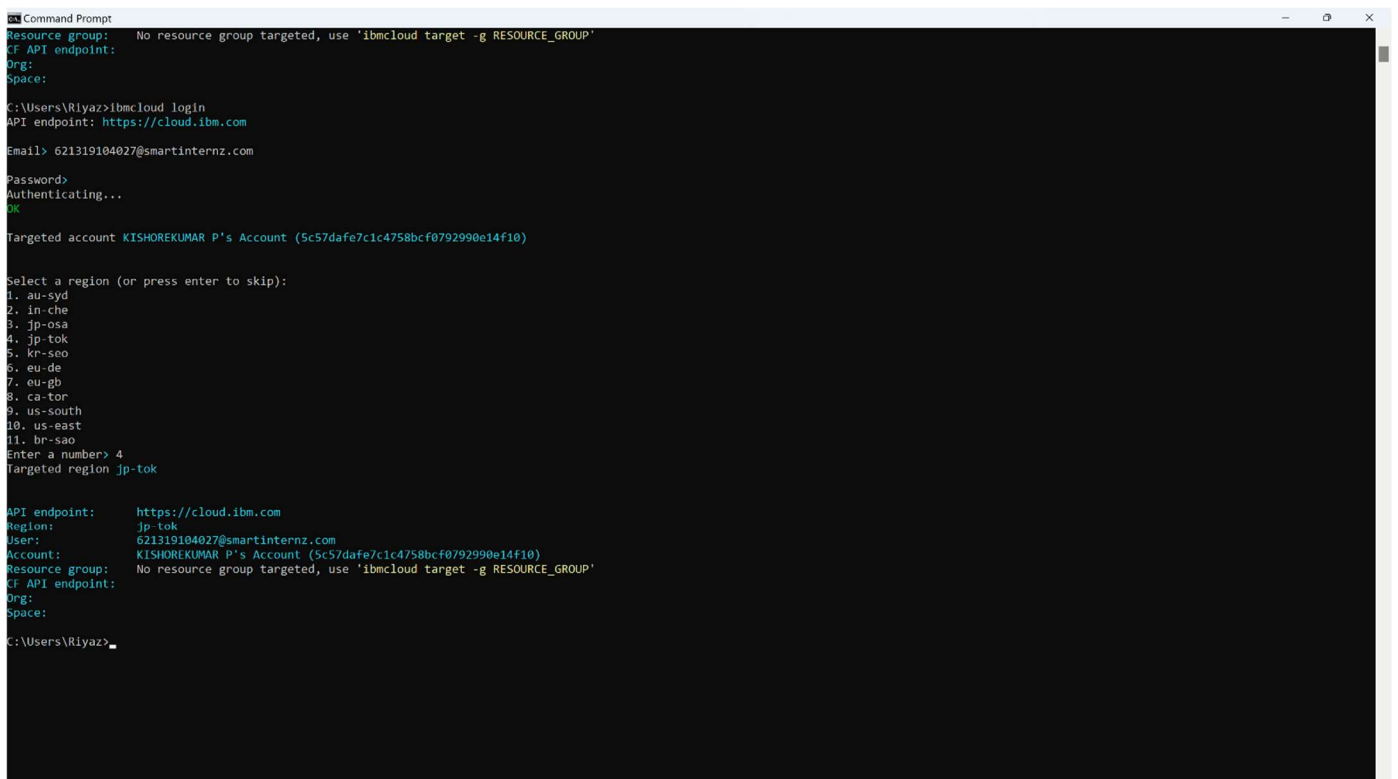 Command Prompt
Resource group:    No resource group targeted, use 'ibmcloud target -g RESOURCE_GROUP'
CF API endpoint:
Org:
Space:
C:\Users\Riyaz>ibmcloud login
API endpoint: https://cloud.ibm.com
Email> 621319104027@smartinternz.com
Password>
Authenticating...
OK
Targeted account KISHOREKUMAR P's Account (5c57dafe7c1c4758bcf0792990e14f10)
Select a region (or press enter to skip):
1. au-syd
2. in-che
3. jp-osa
4. jp-tok
5. kr-seo
6. eu-de
7. eu-gb
8. ca-tor
9. us-south
10. us-east
11. br-sao
Enter a number> 4
Targeted region jp-tok
API endpoint:      https://cloud.ibm.com
Region:            jp-tok
User:              621319104027@smartinternz.com
Account:           KISHOREKUMAR P's Account (5c57dafe7c1c4758bcf0792990e14f10)
Resource group:    No resource group targeted, use 'ibmcloud target -g RESOURCE_GROUP'
CF API endpoint:
Org:
Space:
C:\Users\Riyaz>